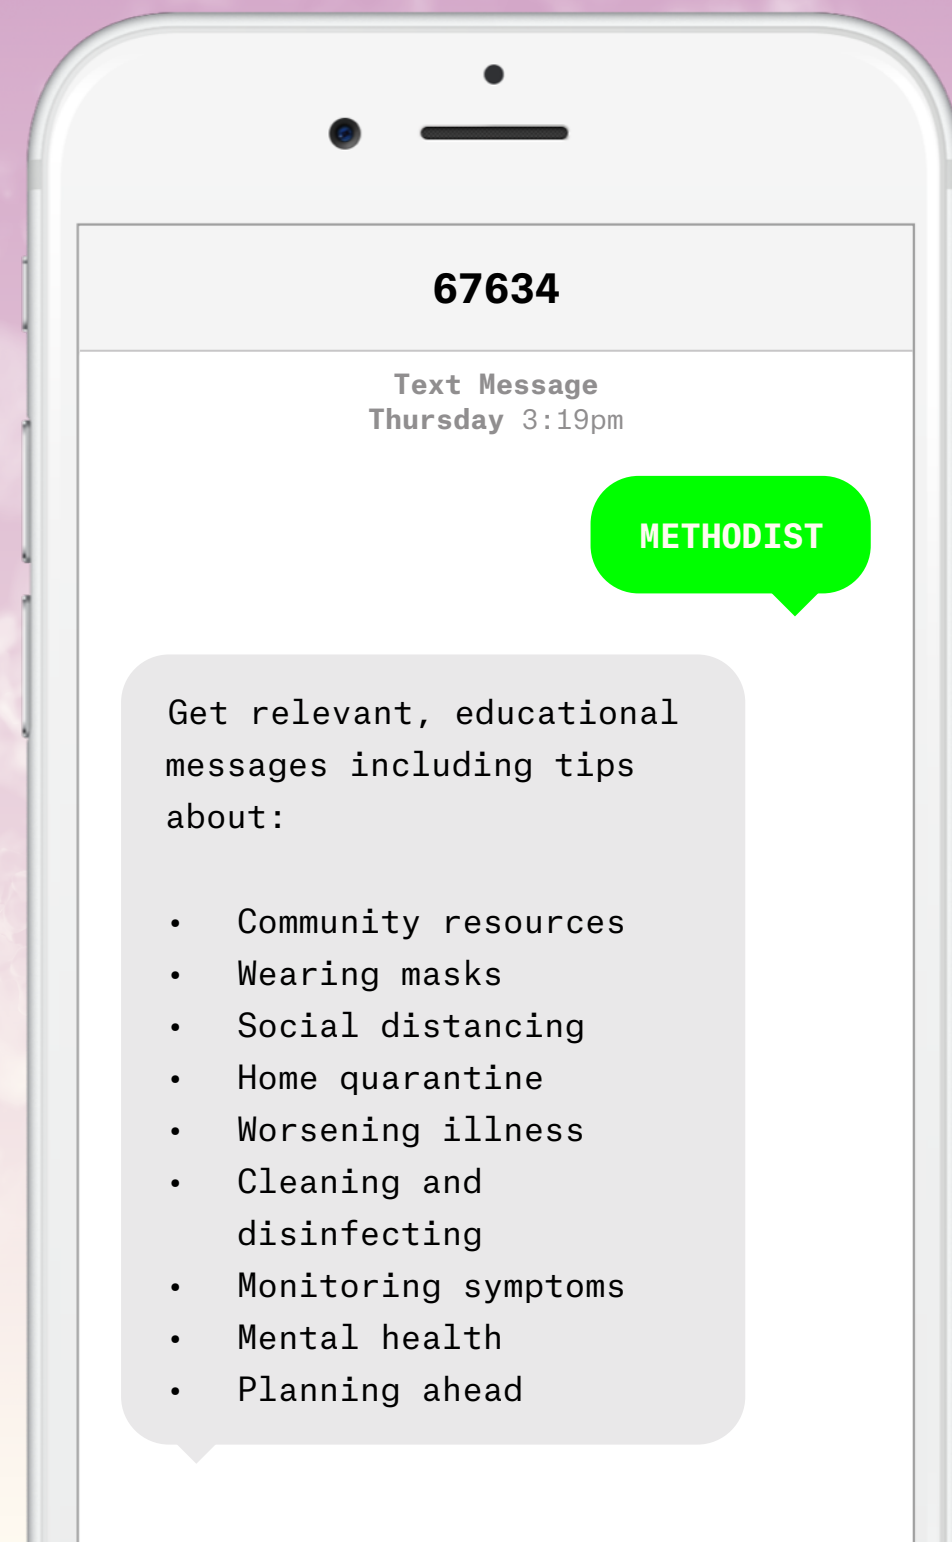 67634
Text Message
Thursday 3:19pm
METHODIST
Get relevant, educational
messages including tips
about:
• Community resources
• Wearing masks
• Social distancing
• Home quarantine
• Worsening illness
• Cleaning and
disinfecting
• Monitoring symptoms
• Mental health
• Planning ahead